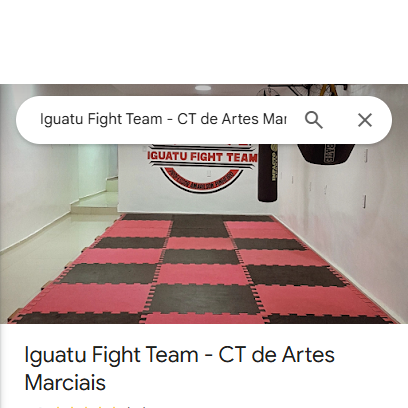 Iguatu Fight Team - CT de Artes Mar
IGUATU FIGHT TEAM
Iguatu Fight Team - CT de Artes
Marciais